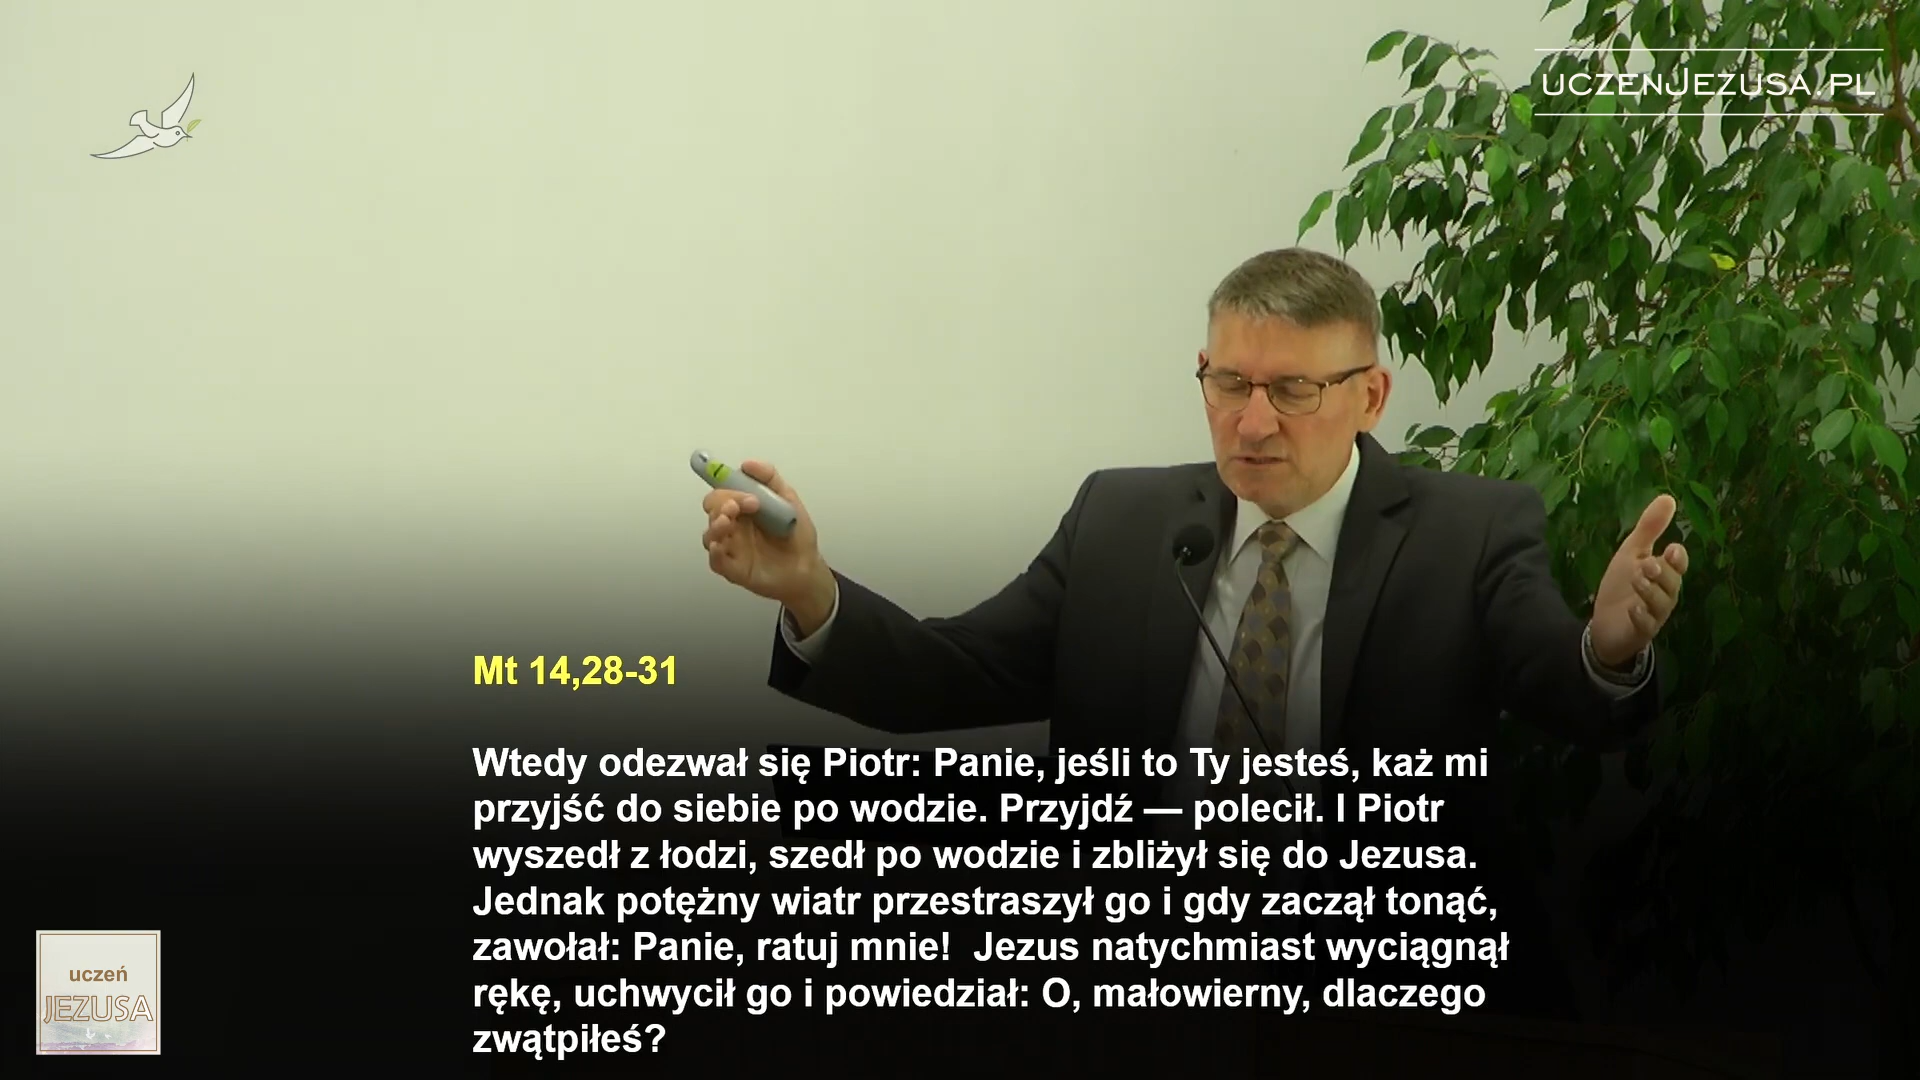 UCZENJEZUSA.PL
Mt 14,28-31
Wtedy odezwał się Piotr: Panie, jeśli to Ty jesteś, każ mi
przyjść do siebie po wodzie. Przyjdź — polecił. I Piotr
wyszedł z łodzi, szedł po wodzie i zbliżył się do Jezusa.
Jednak potężny wiatr przestraszył go i gdy zaczął tonąć,
zawołał: Panie, ratuj mnie!  Jezus natychmiast wyciągnął
rękę, uchwycił go i powiedział: O, małowierny, dlaczego
zwątpiłeś?
uczeń
JEZUSA